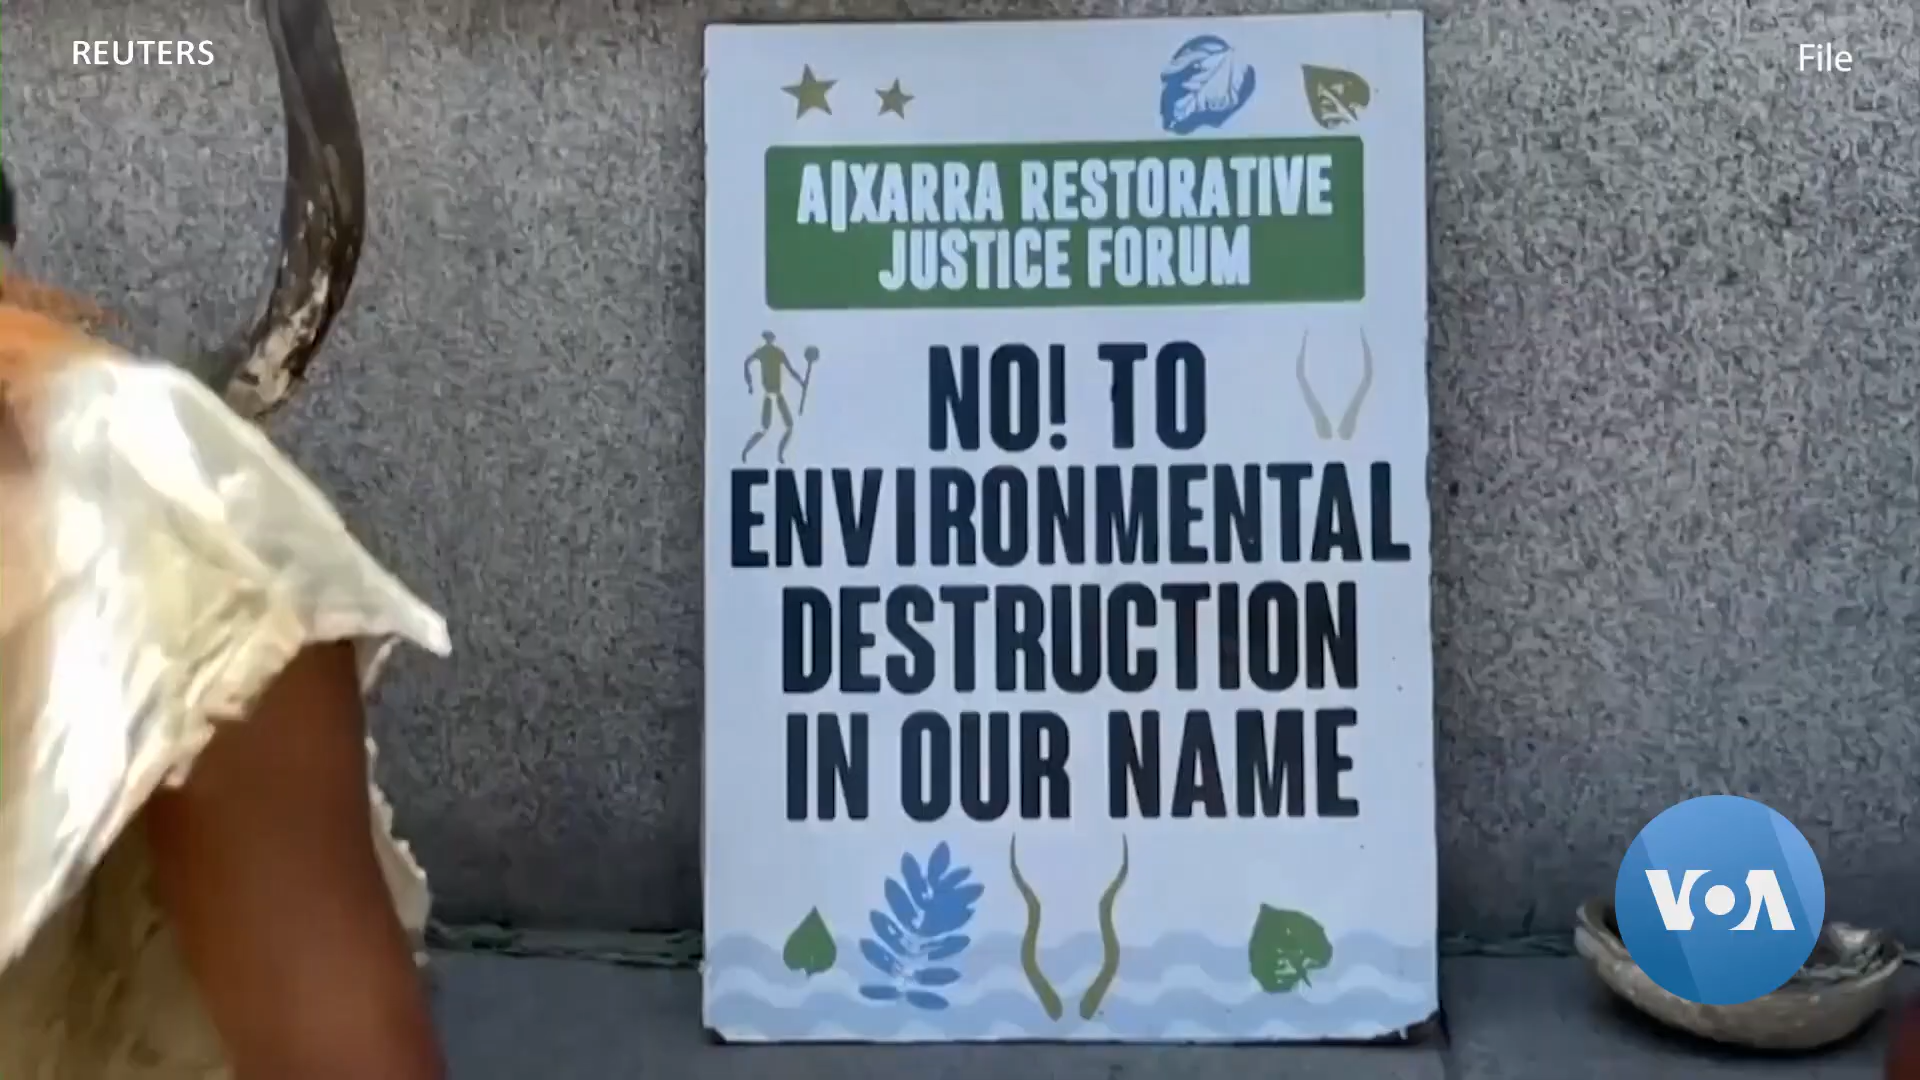 REUTERS
File
A|XARRA RESTORATIVE
JUSTICE FORUM
NO! TO
ENVIRONMENTAL
DESTRUCTION
IN OUR NAME
VOA